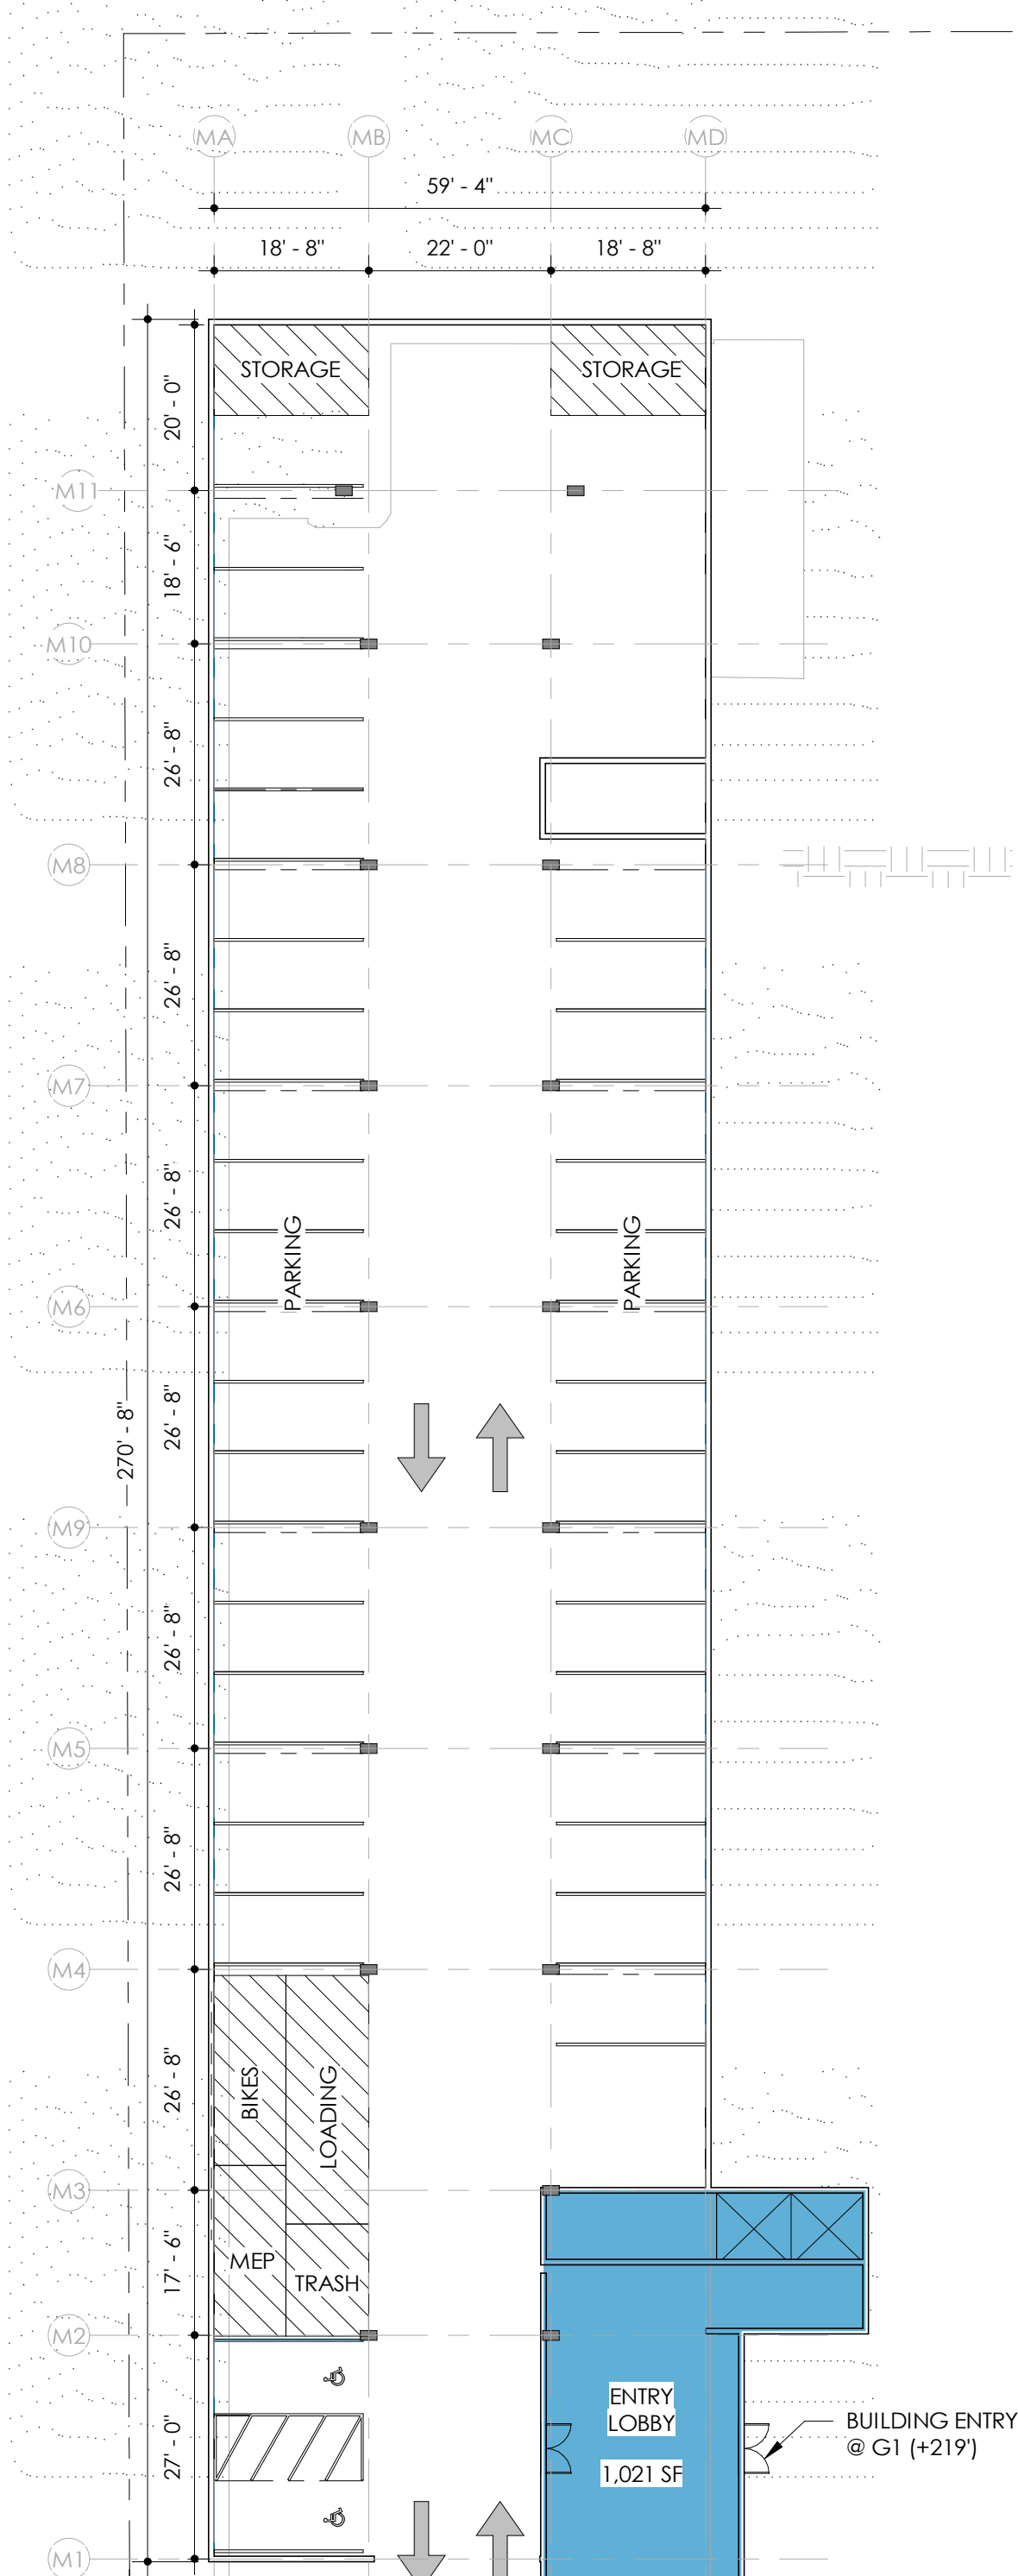 MA MB MC MD
59' - 4"
18' - 8" 22' - 0" 18' - 8"
STORAGE STORAGE
20' - 0"
M11
18' - 6"
M10
26' - 8"
M8
26' - 8"
M7
26' - 8"
PARKING PARKING
M6
26' - 8"
270' - 8"
M9
26' - 8"
M5
26' - 8"
M4
26' - 8"
BIKES
LOADING
M3
17' - 6"
MEP
TRASH
M2
27' - 0"
ENTRY
LOBBY
1,021 SF
BUILDING ENTRY
@ G1 (+219')
M1